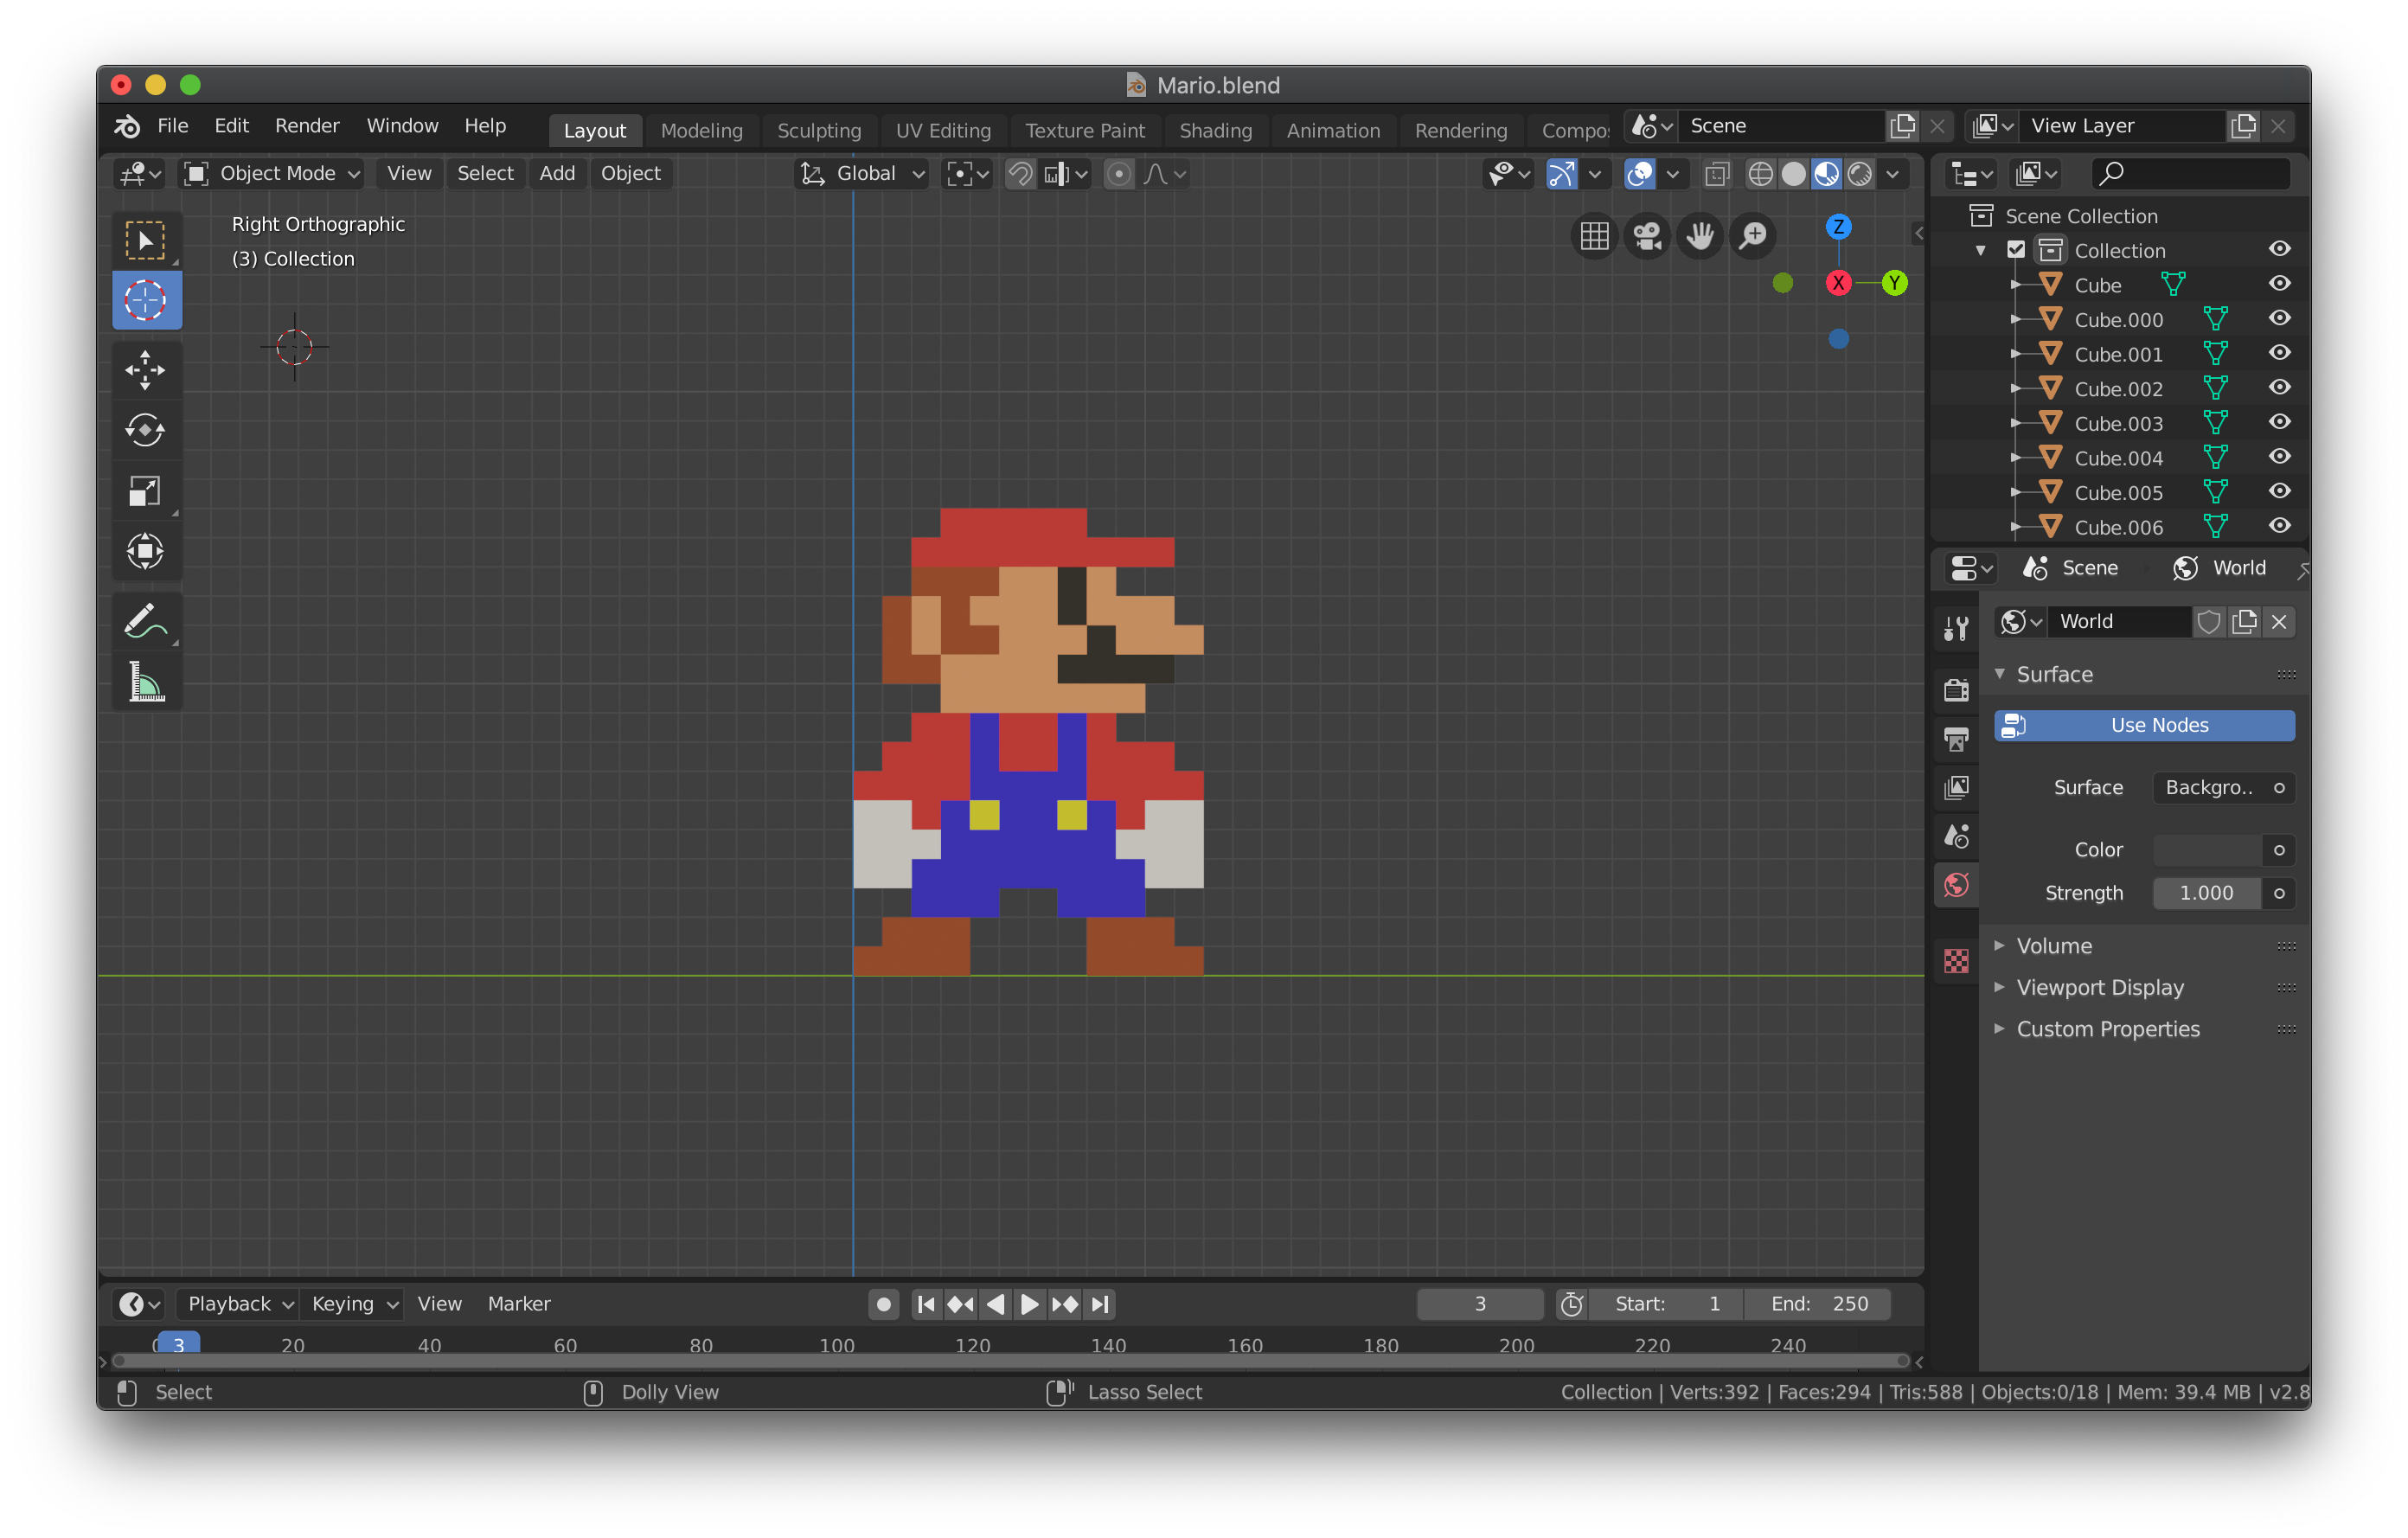 Mario.blend
File Edit Render Window Help Layout Modeling Sculpting UV Editing Texture Paint Shading Animation Rendering Compos Scene View Layer
Object Mode View Select Add Object Global
Right Orthographic
(3) Collection
Z
X
Y
Scene Collection
Collection
Cube
Cube.000
Cube.001
Cube.002
Cube.003
Cube.004
Cube.005
Cube.006
Scene World
World
Surface
Use Nodes
Surface Backgro..
Color
Strength 1.000
Volume
Viewport Display
Custom Properties
Playback Keying View Marker 3 Start: 1 End: 250
0 3 20 40 60 80 100 120 140 160 180 200 220 240
Select Dolly View Lasso Select Collection | Verts:392 | Faces:294 | Tris:588 | Objects:0/18 | Mem: 39.4 MB | v2.8